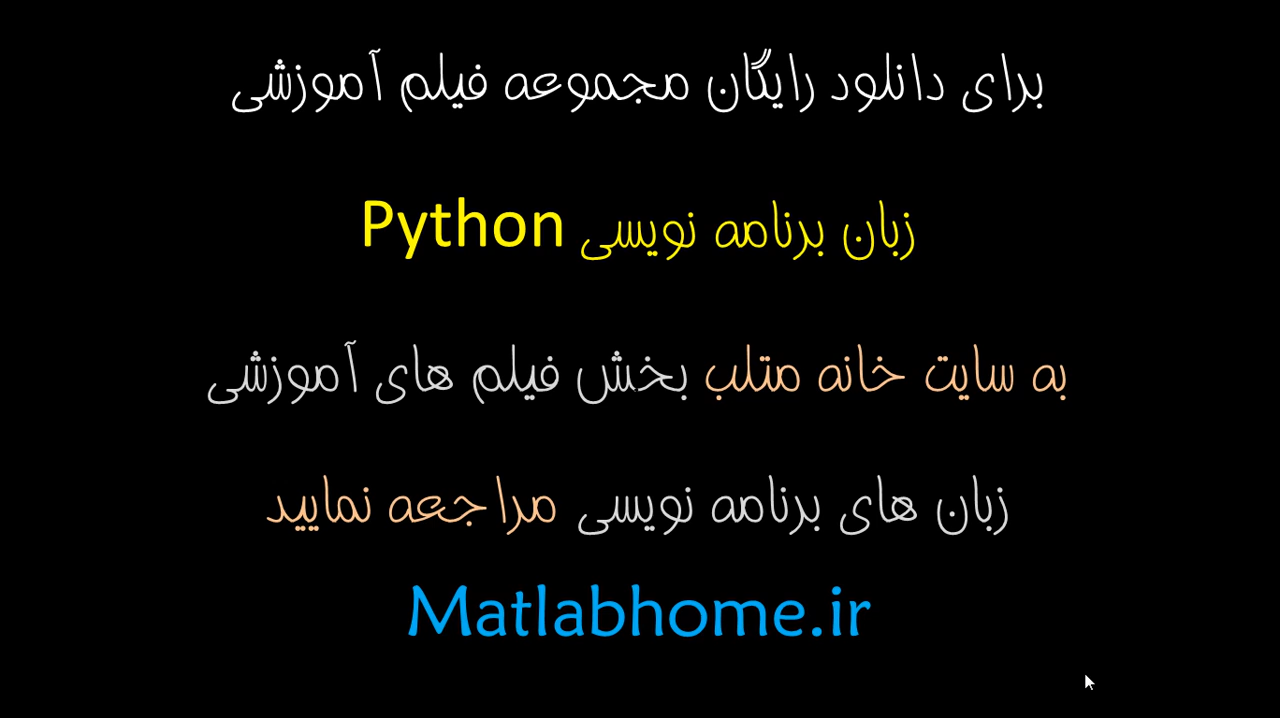 برای دانلود رایگان مجموعه فیلم آموزشی
زبان برنامه نویسی Python
به سایت خانه متلب بخش فیلم های آموزشی
زبان های برنامه نویسی مراجعه نمایید
Matlabhome.ir